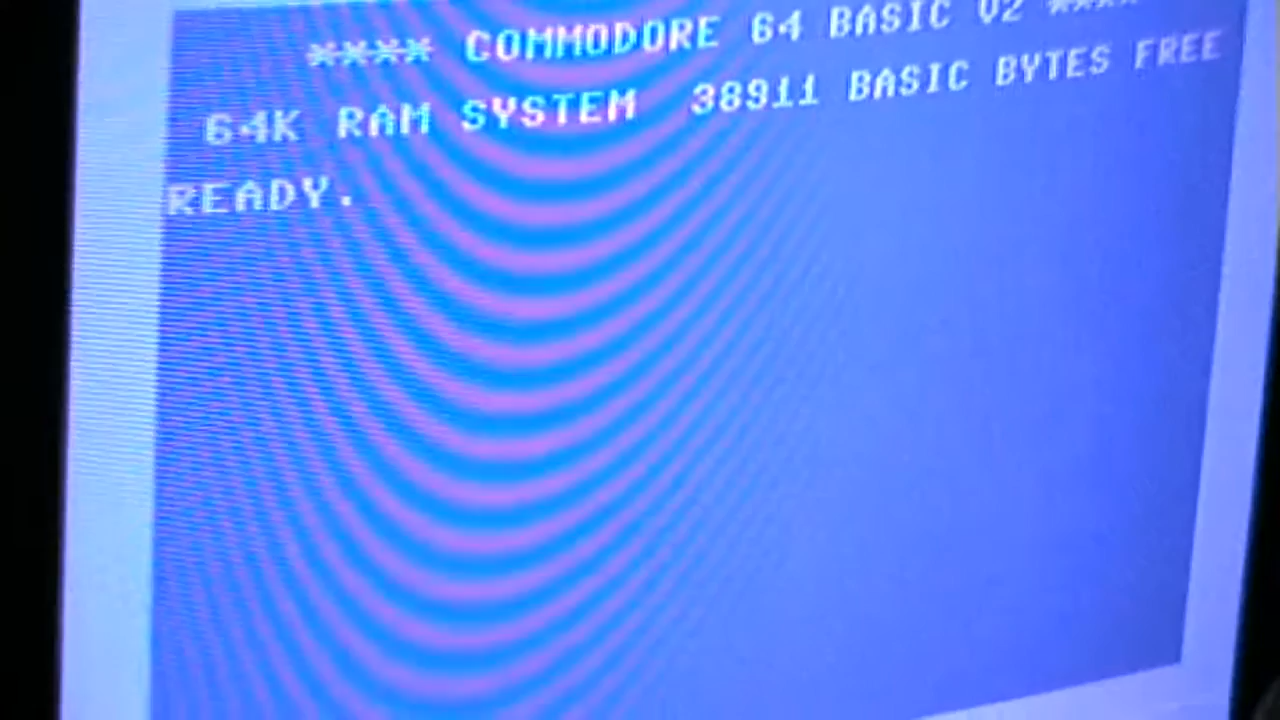 **** COMMODORE 64 BASIC V2 ****
64K RAM SYSTEM 38911 BASIC BYTES FREE
READY.